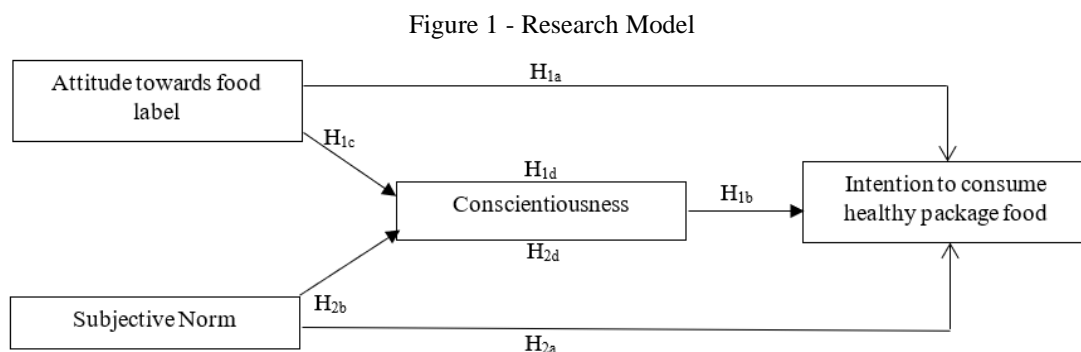 Figure 1 - Research Model
Attitude towards food
label
H1a
H1c
H1d
Conscientiousness
H1b
Intention to consume
healthy package food
H2d
H2b
Subjective Norm
H2a